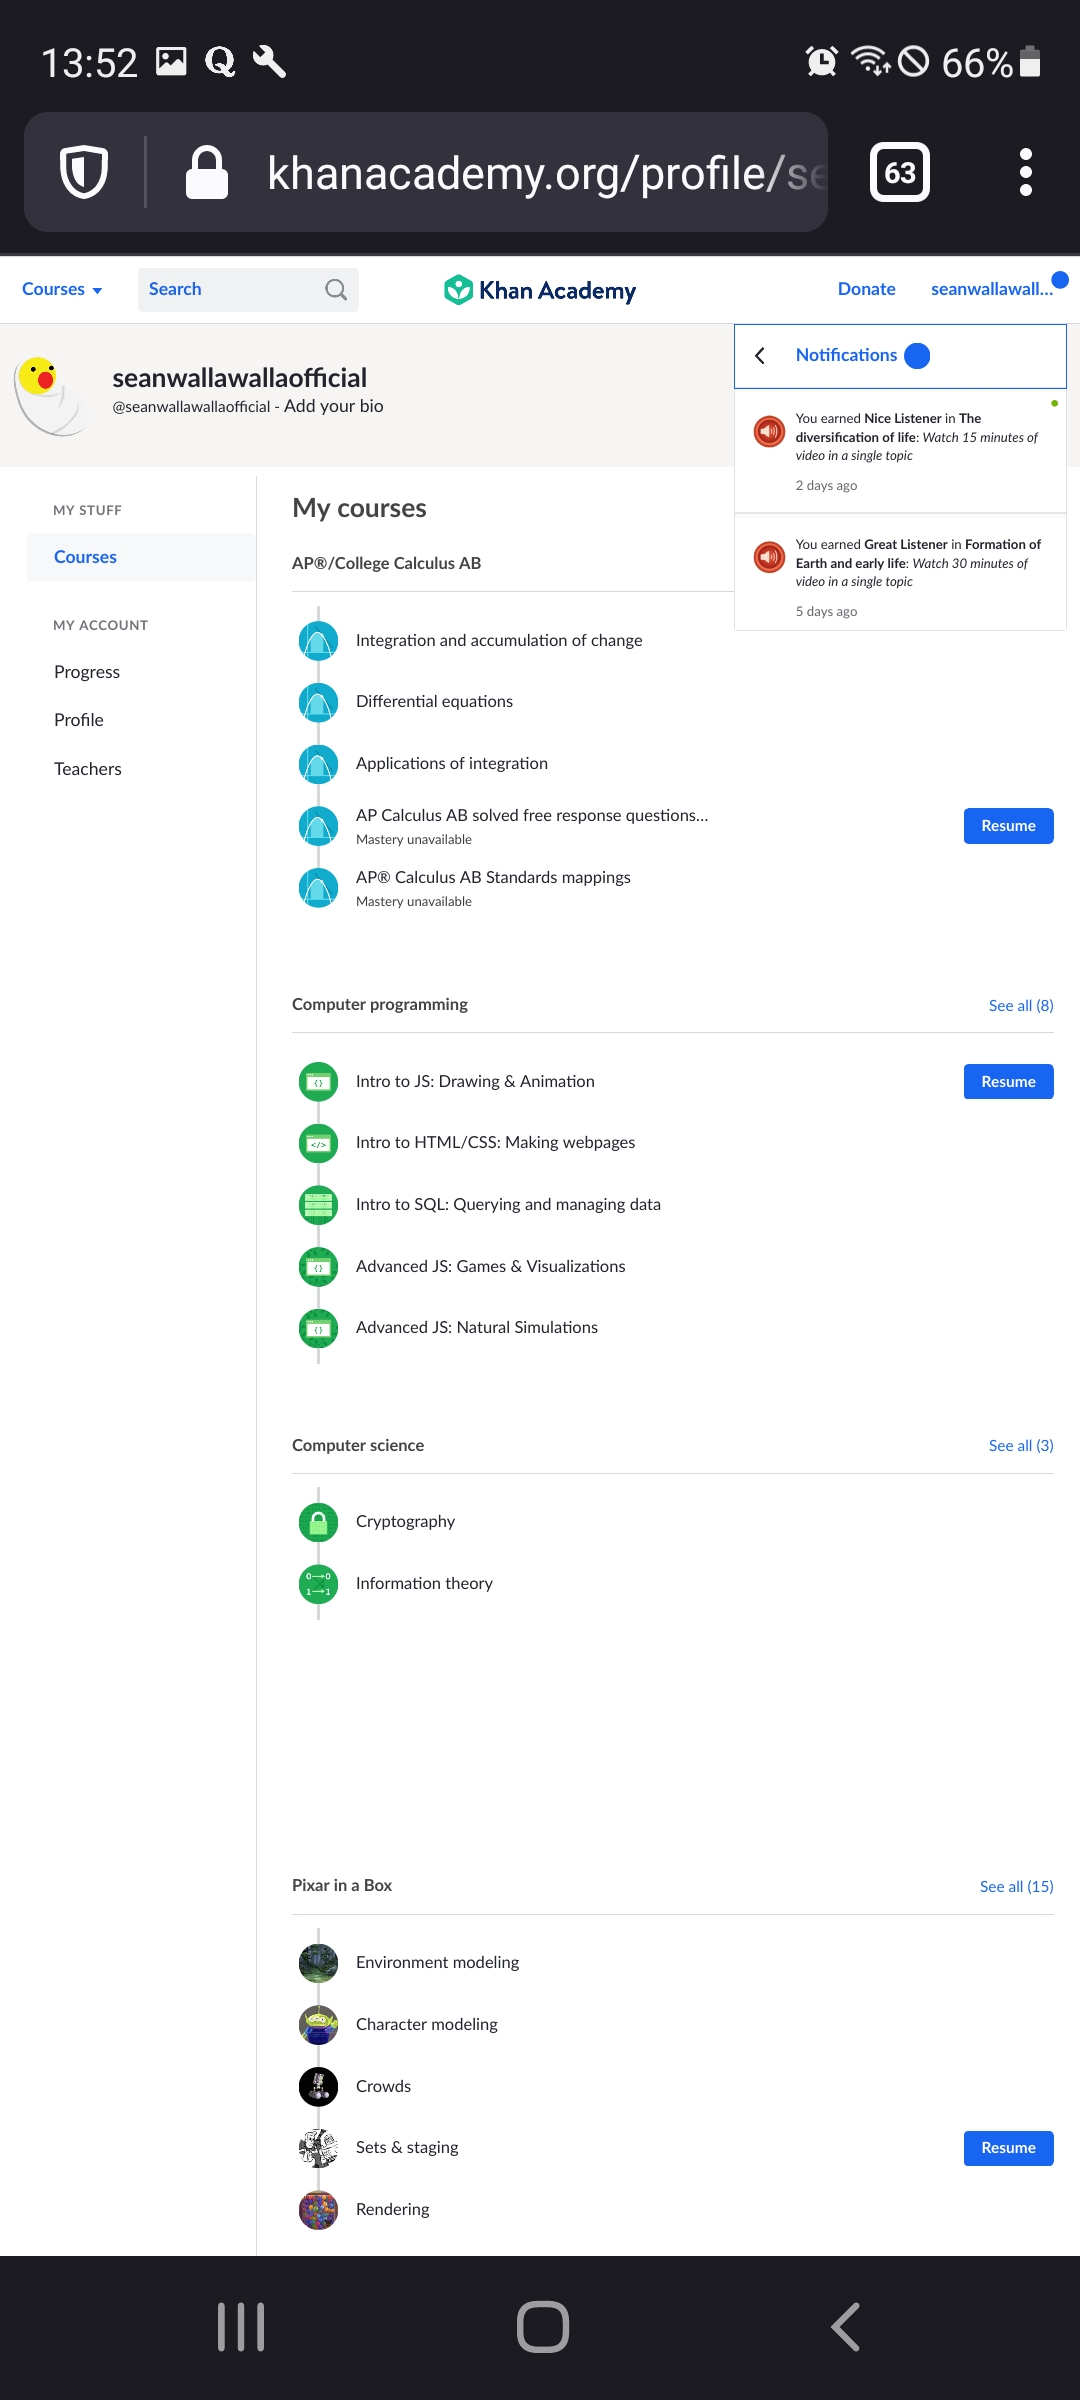 13:52
66%
khanacademy.org/profile/se
63
Courses
Search
Khan Academy
Donate
seanwallawall...
seanwallawallaofficial
@seanwallawallaofficial - Add your bio
Notifications
You earned Nice Listener in The
diversification of life: Watch 15 minutes of
video in a single topic
2 days ago
You earned Great Listener in Formation of
Earth and early life: Watch 30 minutes of
video in a single topic
5 days ago
MY STUFF
Courses
MY ACCOUNT
Progress
Profile
Teachers
My courses
AP®/College Calculus AB
Integration and accumulation of change
Differential equations
Applications of integration
AP Calculus AB solved free response questions...
Mastery unavailable
Resume
AP® Calculus AB Standards mappings
Mastery unavailable
Computer programming
See all (8)
Intro to JS: Drawing & Animation
Resume
Intro to HTML/CSS: Making webpages
Intro to SQL: Querying and managing data
Advanced JS: Games & Visualizations
Advanced JS: Natural Simulations
Computer science
See all (3)
Cryptography
Information theory
Pixar in a Box
See all (15)
Environment modeling
Character modeling
Crowds
Sets & staging
Resume
Rendering